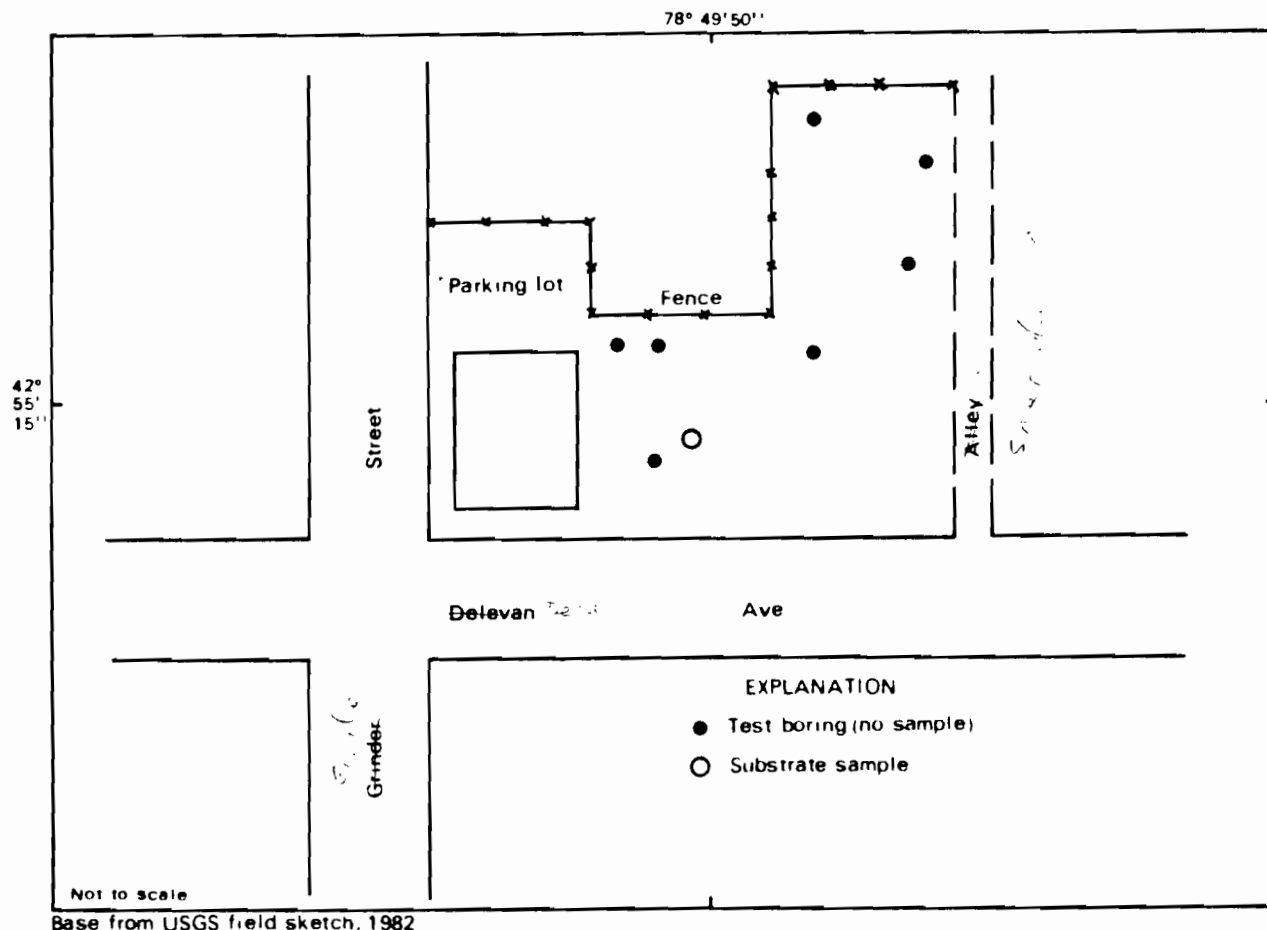 78° 49'50''
Parking lot
Fence
42°
55'
15''
Street
Alley
Delevan
Ave
Grinder
EXPLANATION
Test boring (no sample)
Substrate sample
Not to scale
Base from USGS field sketch, 1982